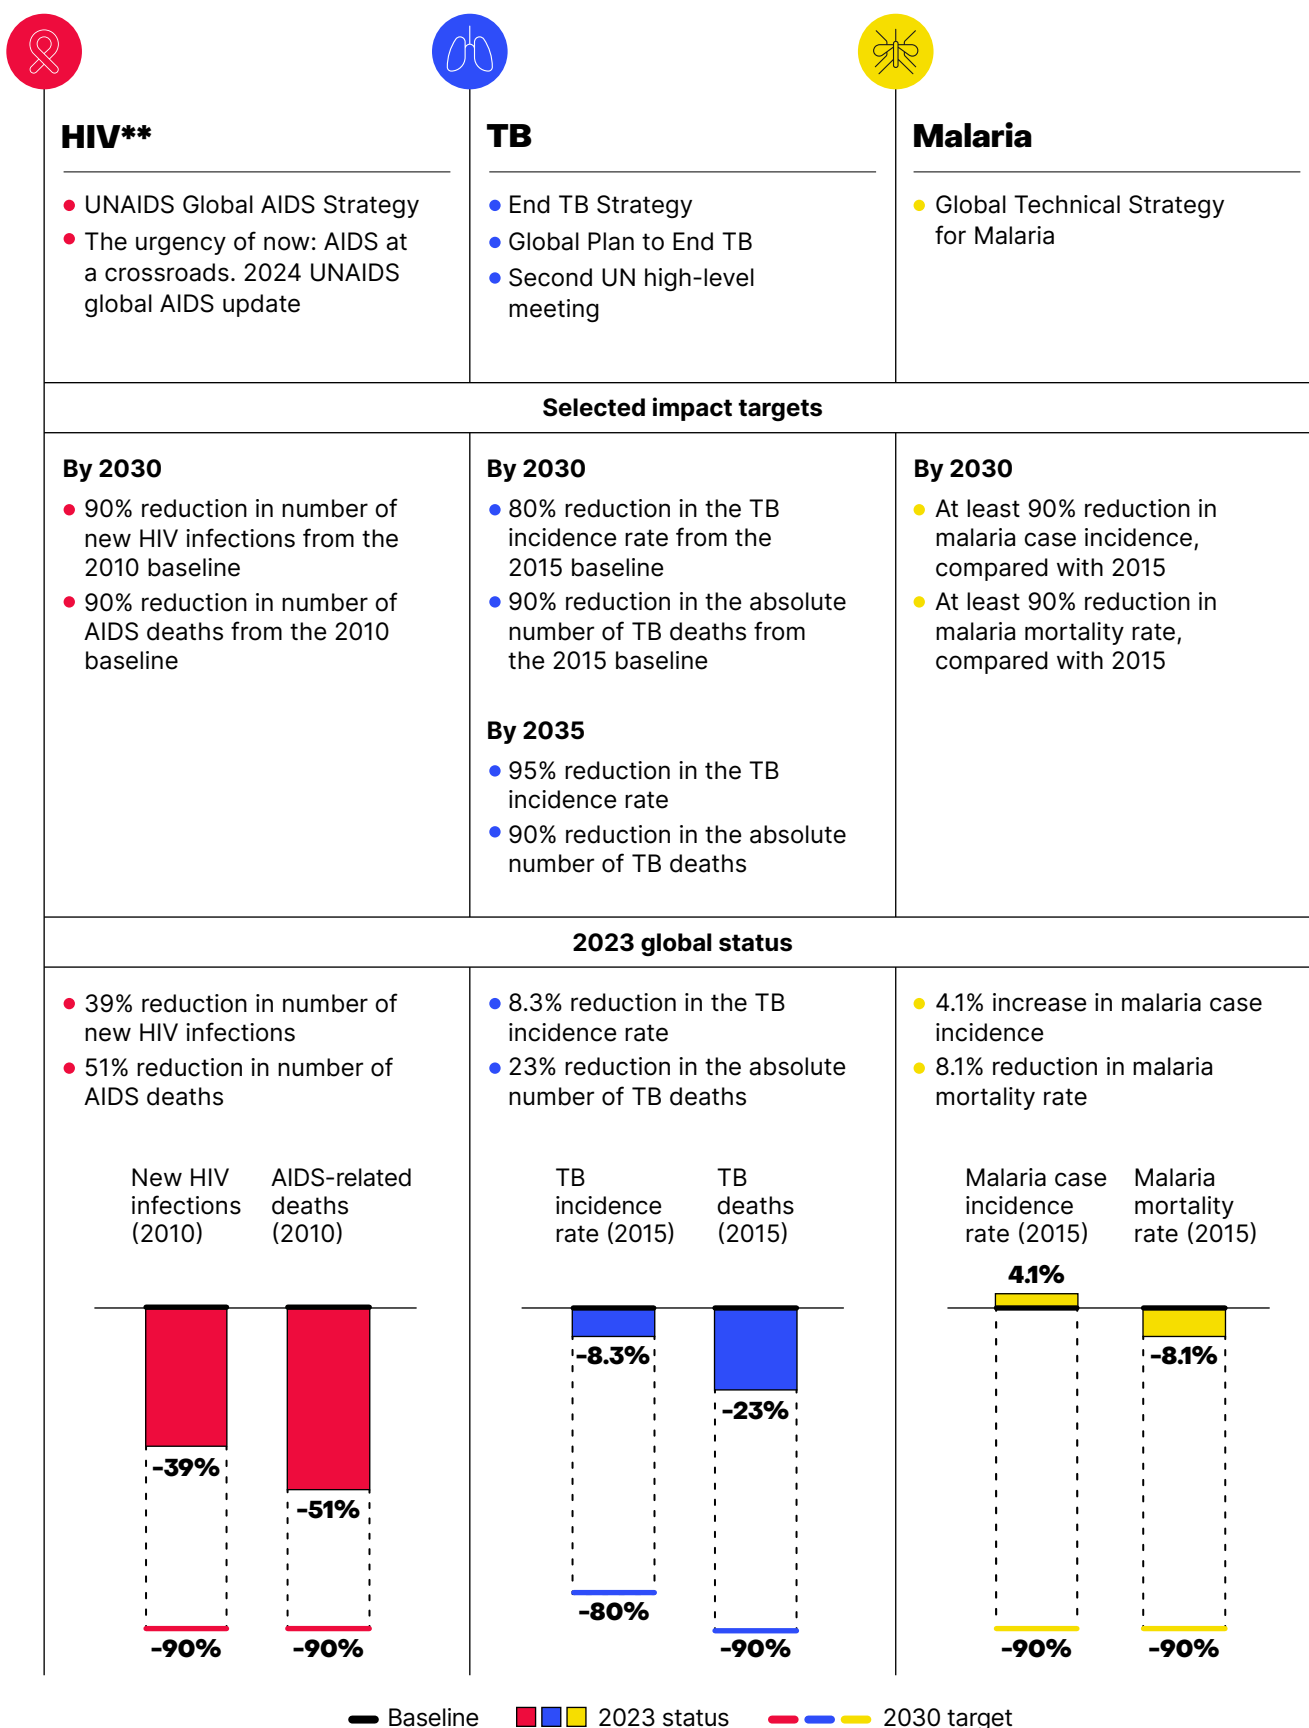 HIV**
UNAIDS Global AIDS Strategy
The urgency of now: AIDS at
a crossroads. 2024 UNAIDS
global AIDS update
TB
End TB Strategy
Global Plan to End TB
Second UN high-level
meeting
Malaria
Global Technical Strategy
for Malaria
Selected impact targets
By 2030
90% reduction in number of
new HIV infections from the
2010 baseline
90% reduction in number of
AIDS deaths from the 2010
baseline
By 2030
80% reduction in the TB
incidence rate from the
2015 baseline
90% reduction in the absolute
number of TB deaths from
the 2015 baseline
By 2035
95% reduction in the TB
incidence rate
90% reduction in the absolute
number of TB deaths
By 2030
At least 90% reduction in
malaria case incidence,
compared with 2015
At least 90% reduction in
malaria mortality rate,
compared with 2015
2023 global status
39% reduction in number of
new HIV infections
51% reduction in number of
AIDS deaths
New HIV
infections
(2010)
AIDS-related
deaths
(2010)
-39%
-51%
-90%
-90%
8.3% reduction in the TB
incidence rate
23% reduction in the absolute
number of TB deaths
TB
incidence
rate (2015)
TB
deaths
(2015)
-8.3%
-23%
-80%
-90%
4.1% increase in malaria case
incidence
8.1% reduction in malaria
mortality rate
Malaria case
incidence
rate (2015)
Malaria
mortality
rate (2015)
4.1%
-8.1%
-90%
-90%
Baseline
2023 status
2030 target